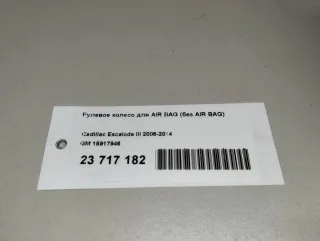 Рулевое колесо для AIR BAG (без AIR BAG)
Cadillac Escalade III 2006-2014
GM 15917946
23 717 182